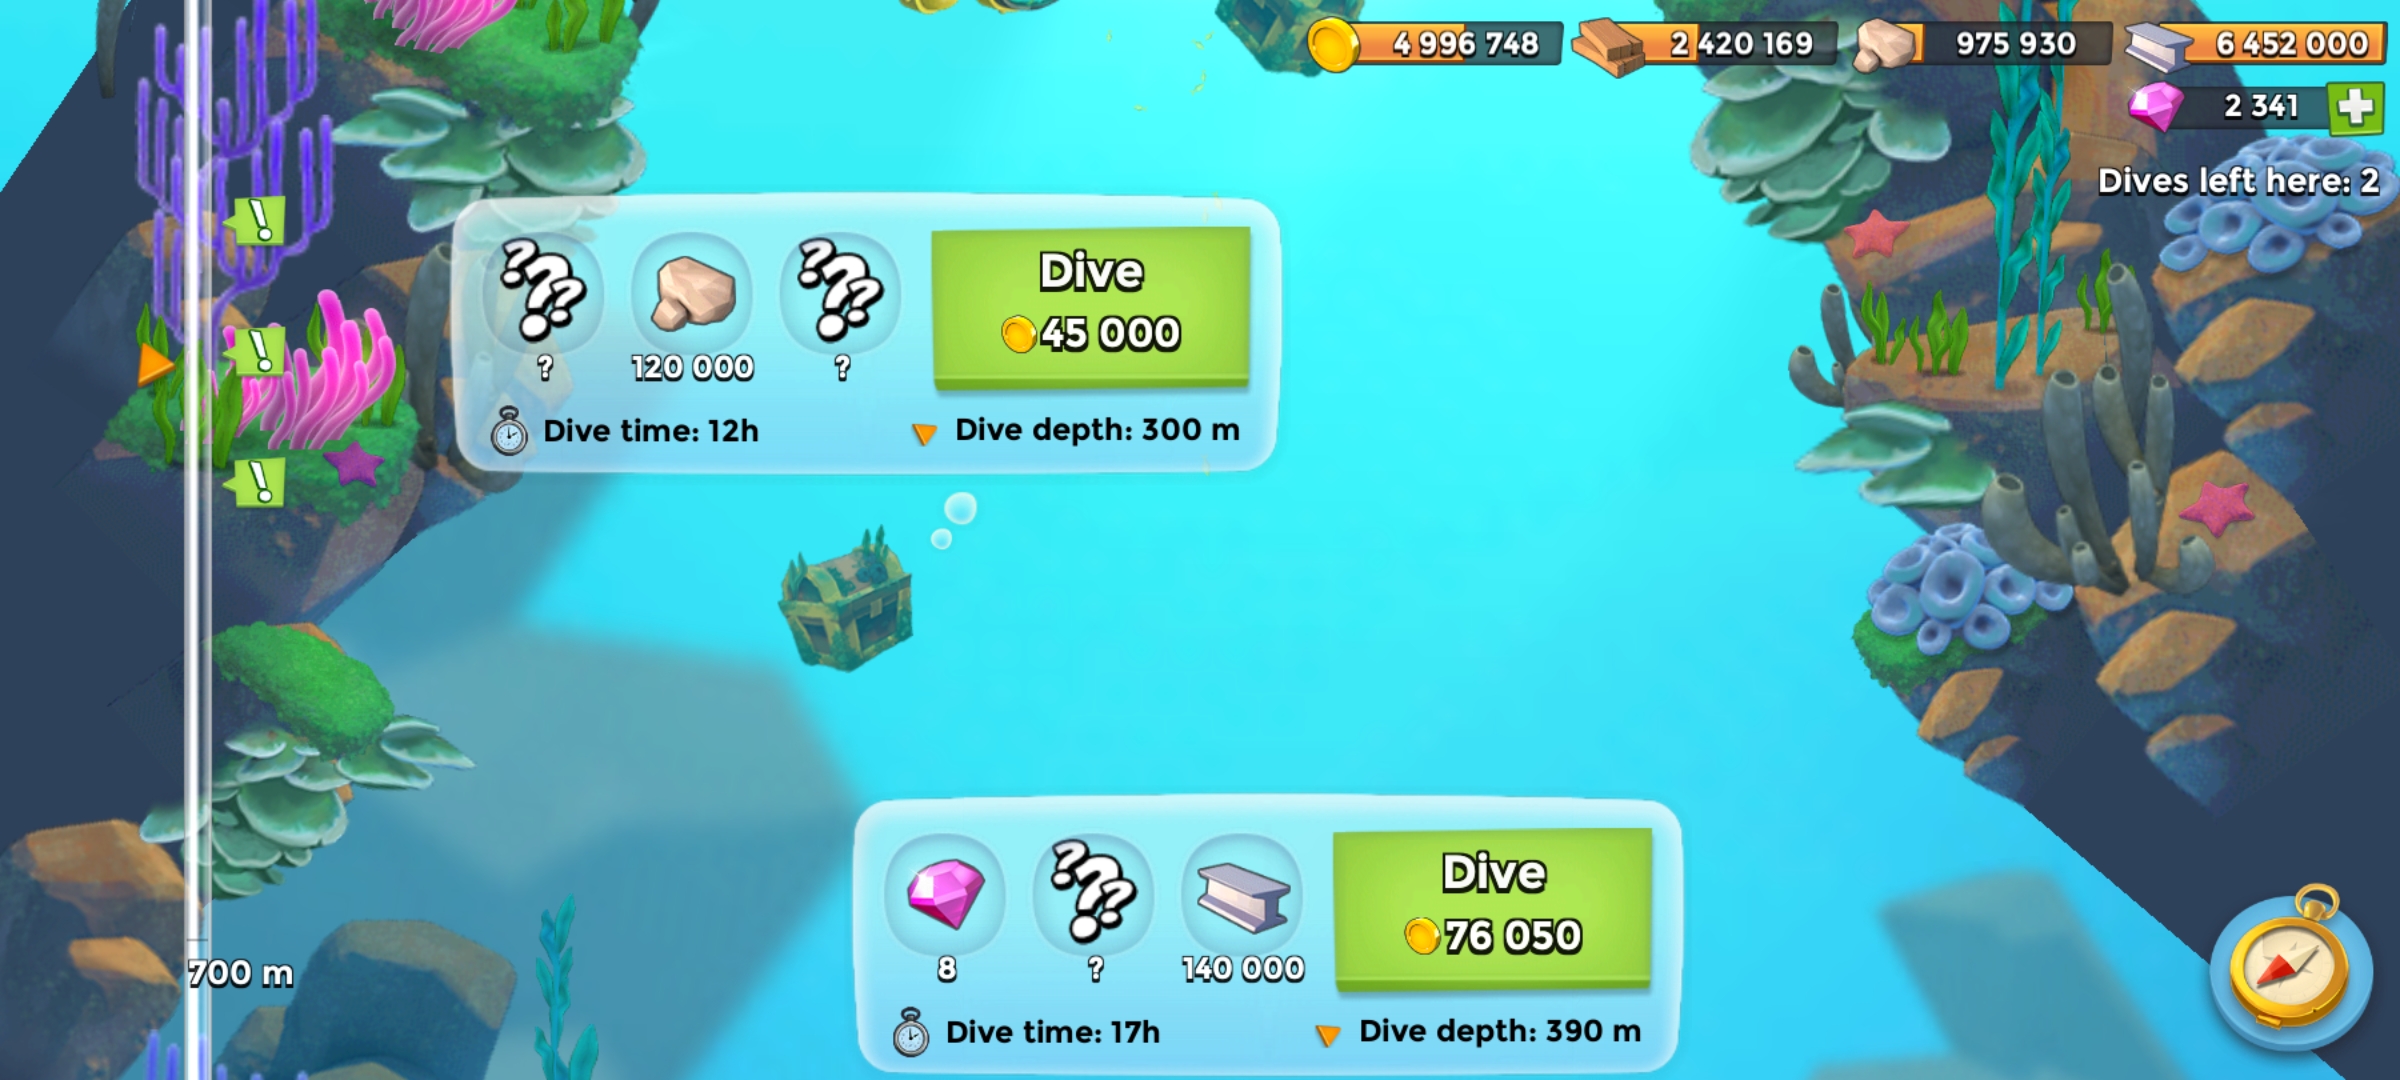 4 996 748
2 420 169
975 930
6 452 000
2 341
Dives left here: 2
!
???
?
120 000
???
?
Dive
45 000
Dive time: 12h
Dive depth: 300 m
!
!
8
???
?
140 000
Dive
76 050
Dive time: 17h
Dive depth: 390 m
700 m